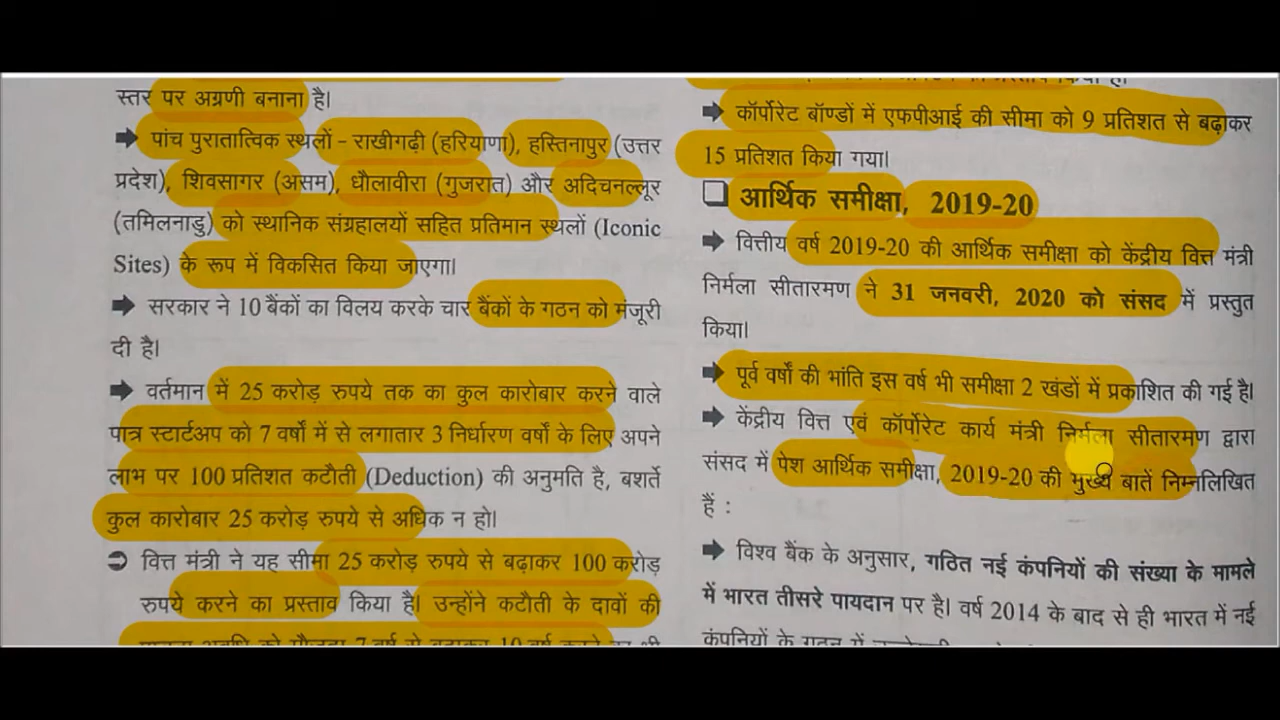 स्तर पर अग्रणी बनाना है।
➡ पांच पुरातात्विक स्थलों - राखीगढ़ी (हरियाणा), हस्तिनापुर (उत्तर
प्रदेश), शिवसागर (असम), धौलावीरा (गुजरात) और अदिचनल्लूर
(तमिलनाडु) को स्थानिक संग्रहालयों सहित प्रतिमान स्थलों (Iconic
Sites) के रूप में विकसित किया जाएगा।
➡ सरकार ने 10 बैंकों का विलय करके चार बैंकों के गठन को मंजूरी
दी है।
➡ वर्तमान में 25 करोड़ रुपये तक का कुल कारोबार करने वाले
पात्र स्टार्टअप को 7 वर्षों में से लगातार 3 निर्धारण वर्षों के लिए अपने
लाभ पर 100 प्रतिशत कटौती (Deduction) की अनुमति है, बशर्ते
कुल कारोबार 25 करोड़ रुपये से अधिक न हो।
➲ वित्त मंत्री ने यह सीमा 25 करोड़ रुपये से बढ़ाकर 100 करोड़
रुपये करने का प्रस्ताव किया है। उन्होंने कटौती के दावों की
➡ कॉर्पोरेट बॉण्डों में एफपीआई की सीमा को 9 प्रतिशत से बढ़ाकर
15 प्रतिशत किया गया।
❑ आर्थिक समीक्षा, 2019-20
➡ वित्तीय वर्ष 2019-20 की आर्थिक समीक्षा को केंद्रीय वित्त मंत्री
निर्मला सीतारमण ने 31 जनवरी, 2020 को संसद में प्रस्तुत
किया।
➡ पूर्व वर्षों की भांति इस वर्ष भी समीक्षा 2 खंडों में प्रकाशित की गई है।
➡ केंद्रीय वित्त एवं कॉर्पोरेट कार्य मंत्री निर्मला सीतारमण द्वारा
संसद में पेश आर्थिक समीक्षा, 2019-20 की मुख्य बातें निम्नलिखित
हैं :
➡ विश्व बैंक के अनुसार, गठित नई कंपनियों की संख्या के मामले
में भारत तीसरे पायदान पर है। वर्ष 2014 के बाद से ही भारत में नई
कंपनियों के गठन में